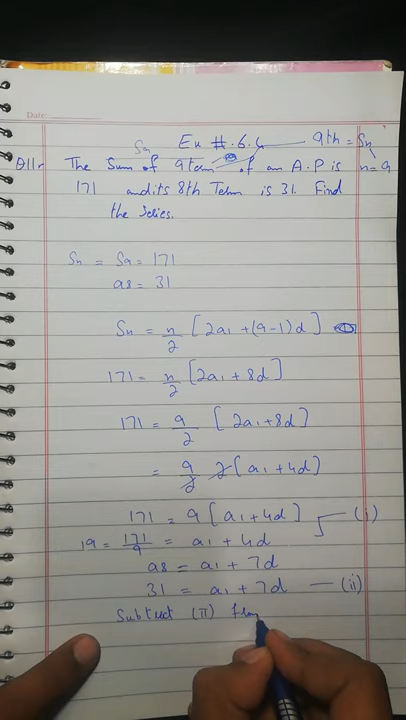 Date:
Ex #.6.4 9th = Sn
S9
Q11: The Sum of 9 term of an A.P is n=9
171 and its 8th Term is 31. Find
the Series.
Sn = S9 = 171
a8 = 31
Sn = n/2 [2a1 + (9-1)d]
171 = n/2 [2a1 + 8d]
171 = 9/2 [2a1 + 8d]
= 9/2 2(a1 + 4d)
171 = 9[a1 + 4d] — (i)
19 = 171/9 = a1 + 4d
a8 = a1 + 7d
31 = a1 + 7d — (ii)
Subtract (II) from